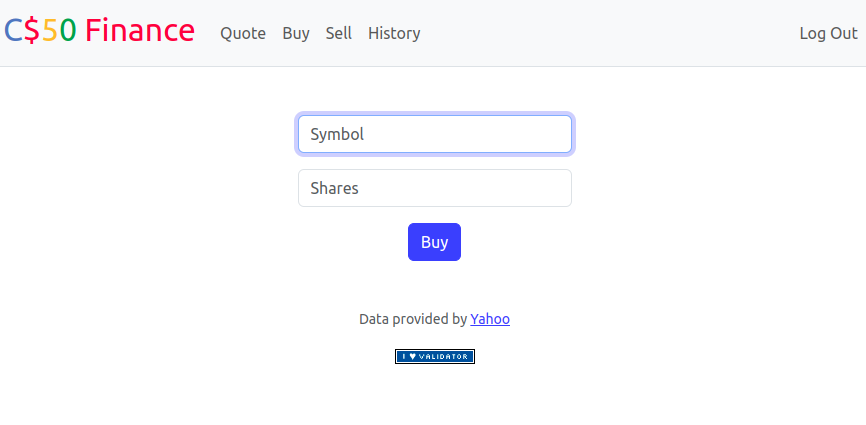 C$50 Finance Quote Buy Sell History Log Out
Symbol
Shares
Buy
Data provided by Yahoo
I ♥ VALIDATOR